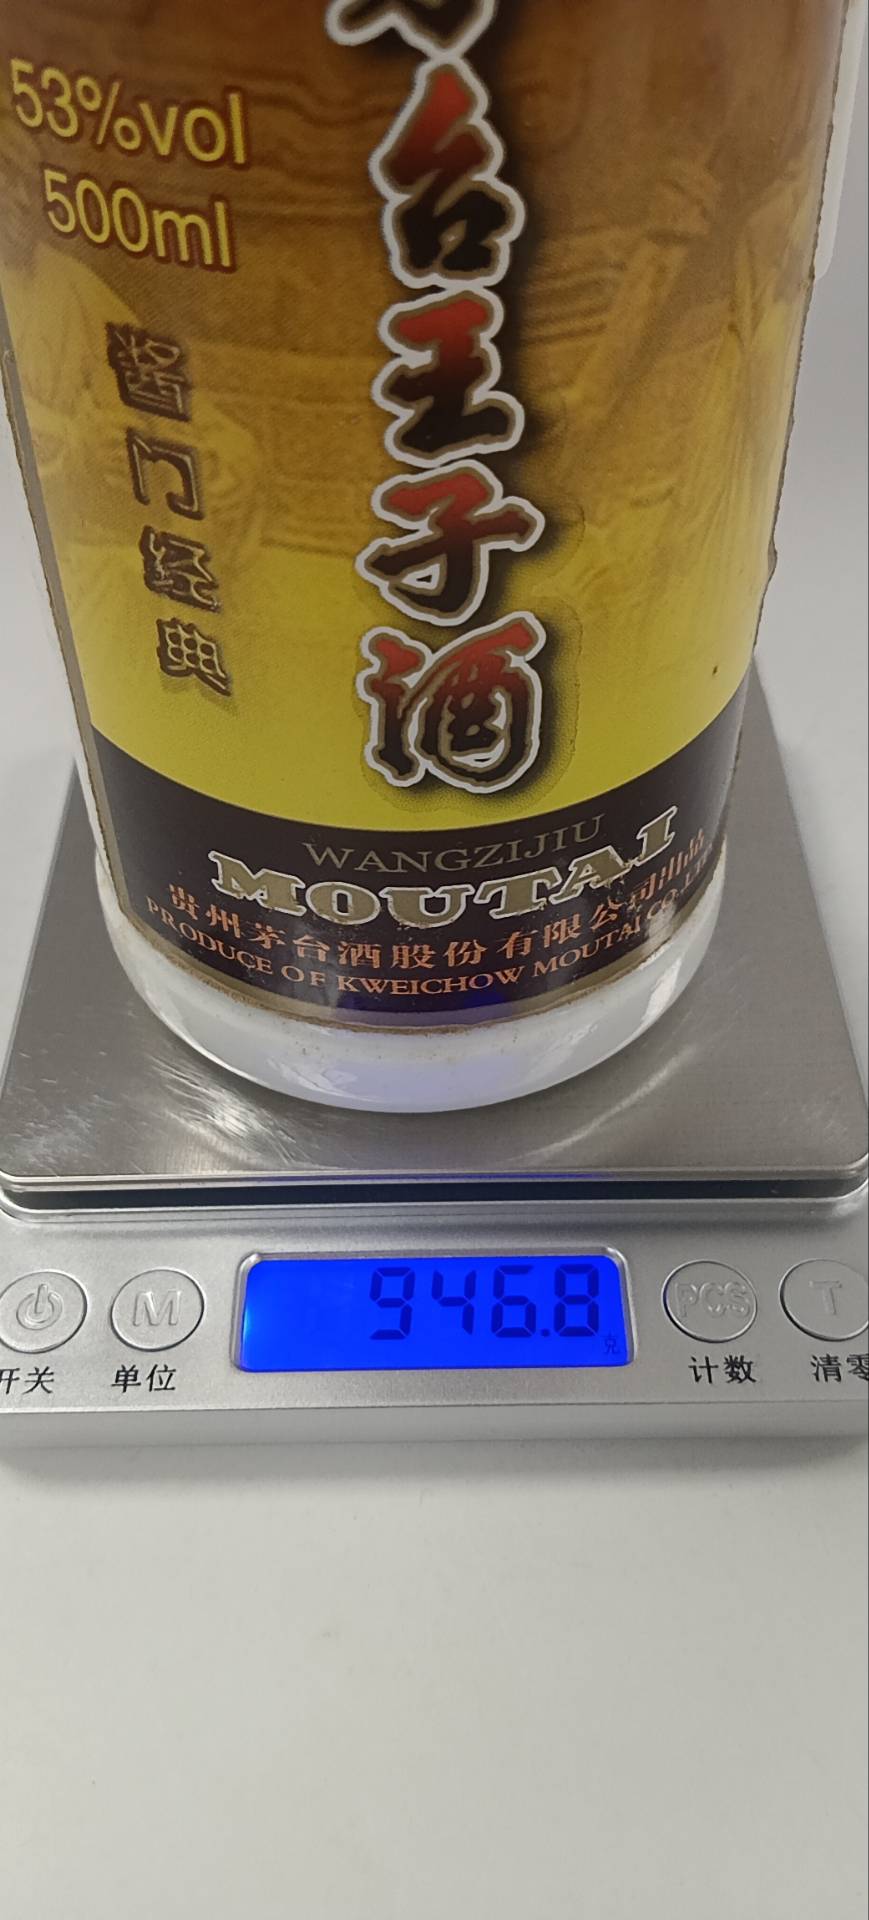 53%vol
500ml
酱门经典
台王子酒
WANGZIJIU
MOUTAI
贵州茅台酒股份有限公司出品
PRODUCE OF KWEICHOW MOUTAI CO.,LTD
946.8
克
M
PCS
T
开关
单位
计数
清零